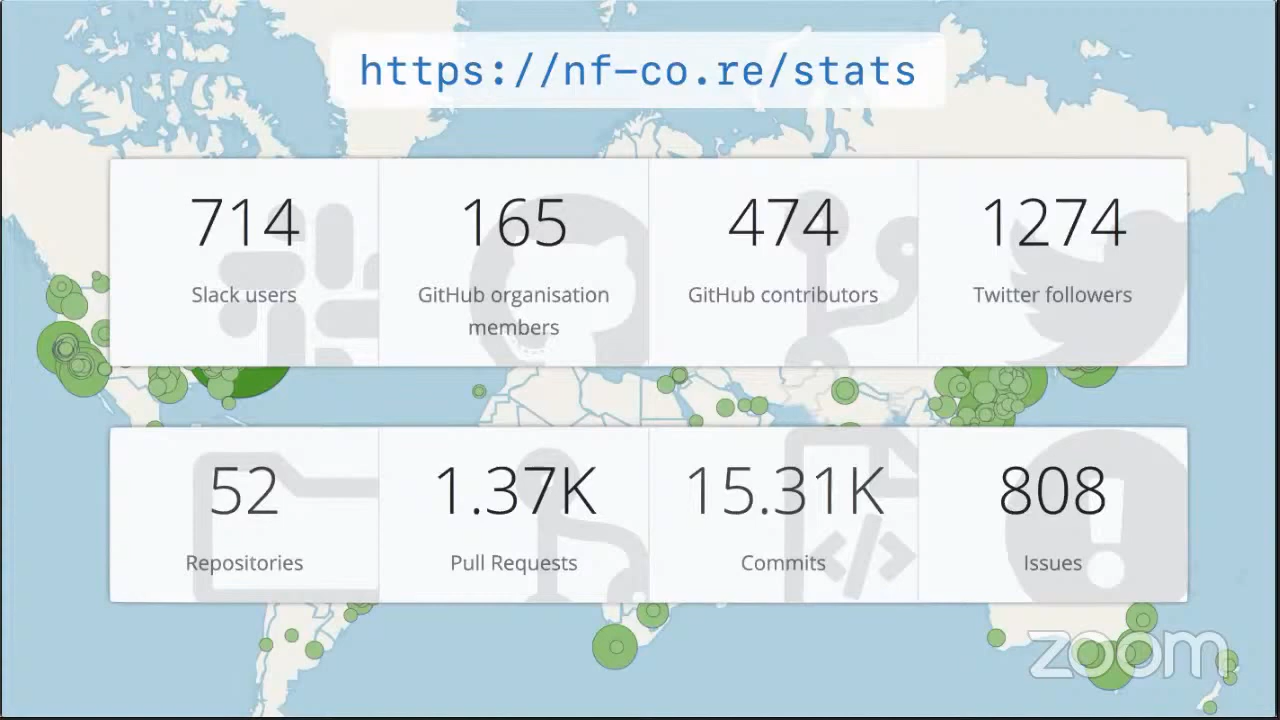 https://nf-co.re/stats
714
Slack users
165
GitHub organisation
members
474
GitHub contributors
1274
Twitter followers
52
Repositories
1.37K
Pull Requests
15.31K
Commits
808
Issues
zoom